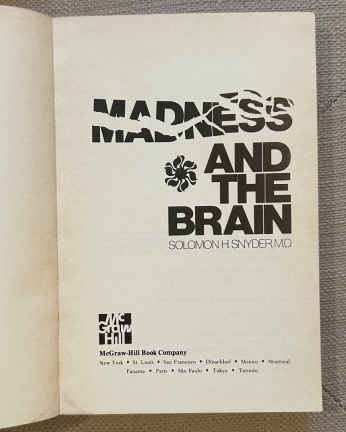 MADNESS
AND
THE
BRAIN
SOLOMON H. SNYDER, M.D.
Mc
Graw
Hill
McGraw-Hill Book Company
New York • St. Louis • San Francisco • Düsseldorf • Mexico • Montreal
Panama • Paris • São Paulo • Tokyo • Toronto